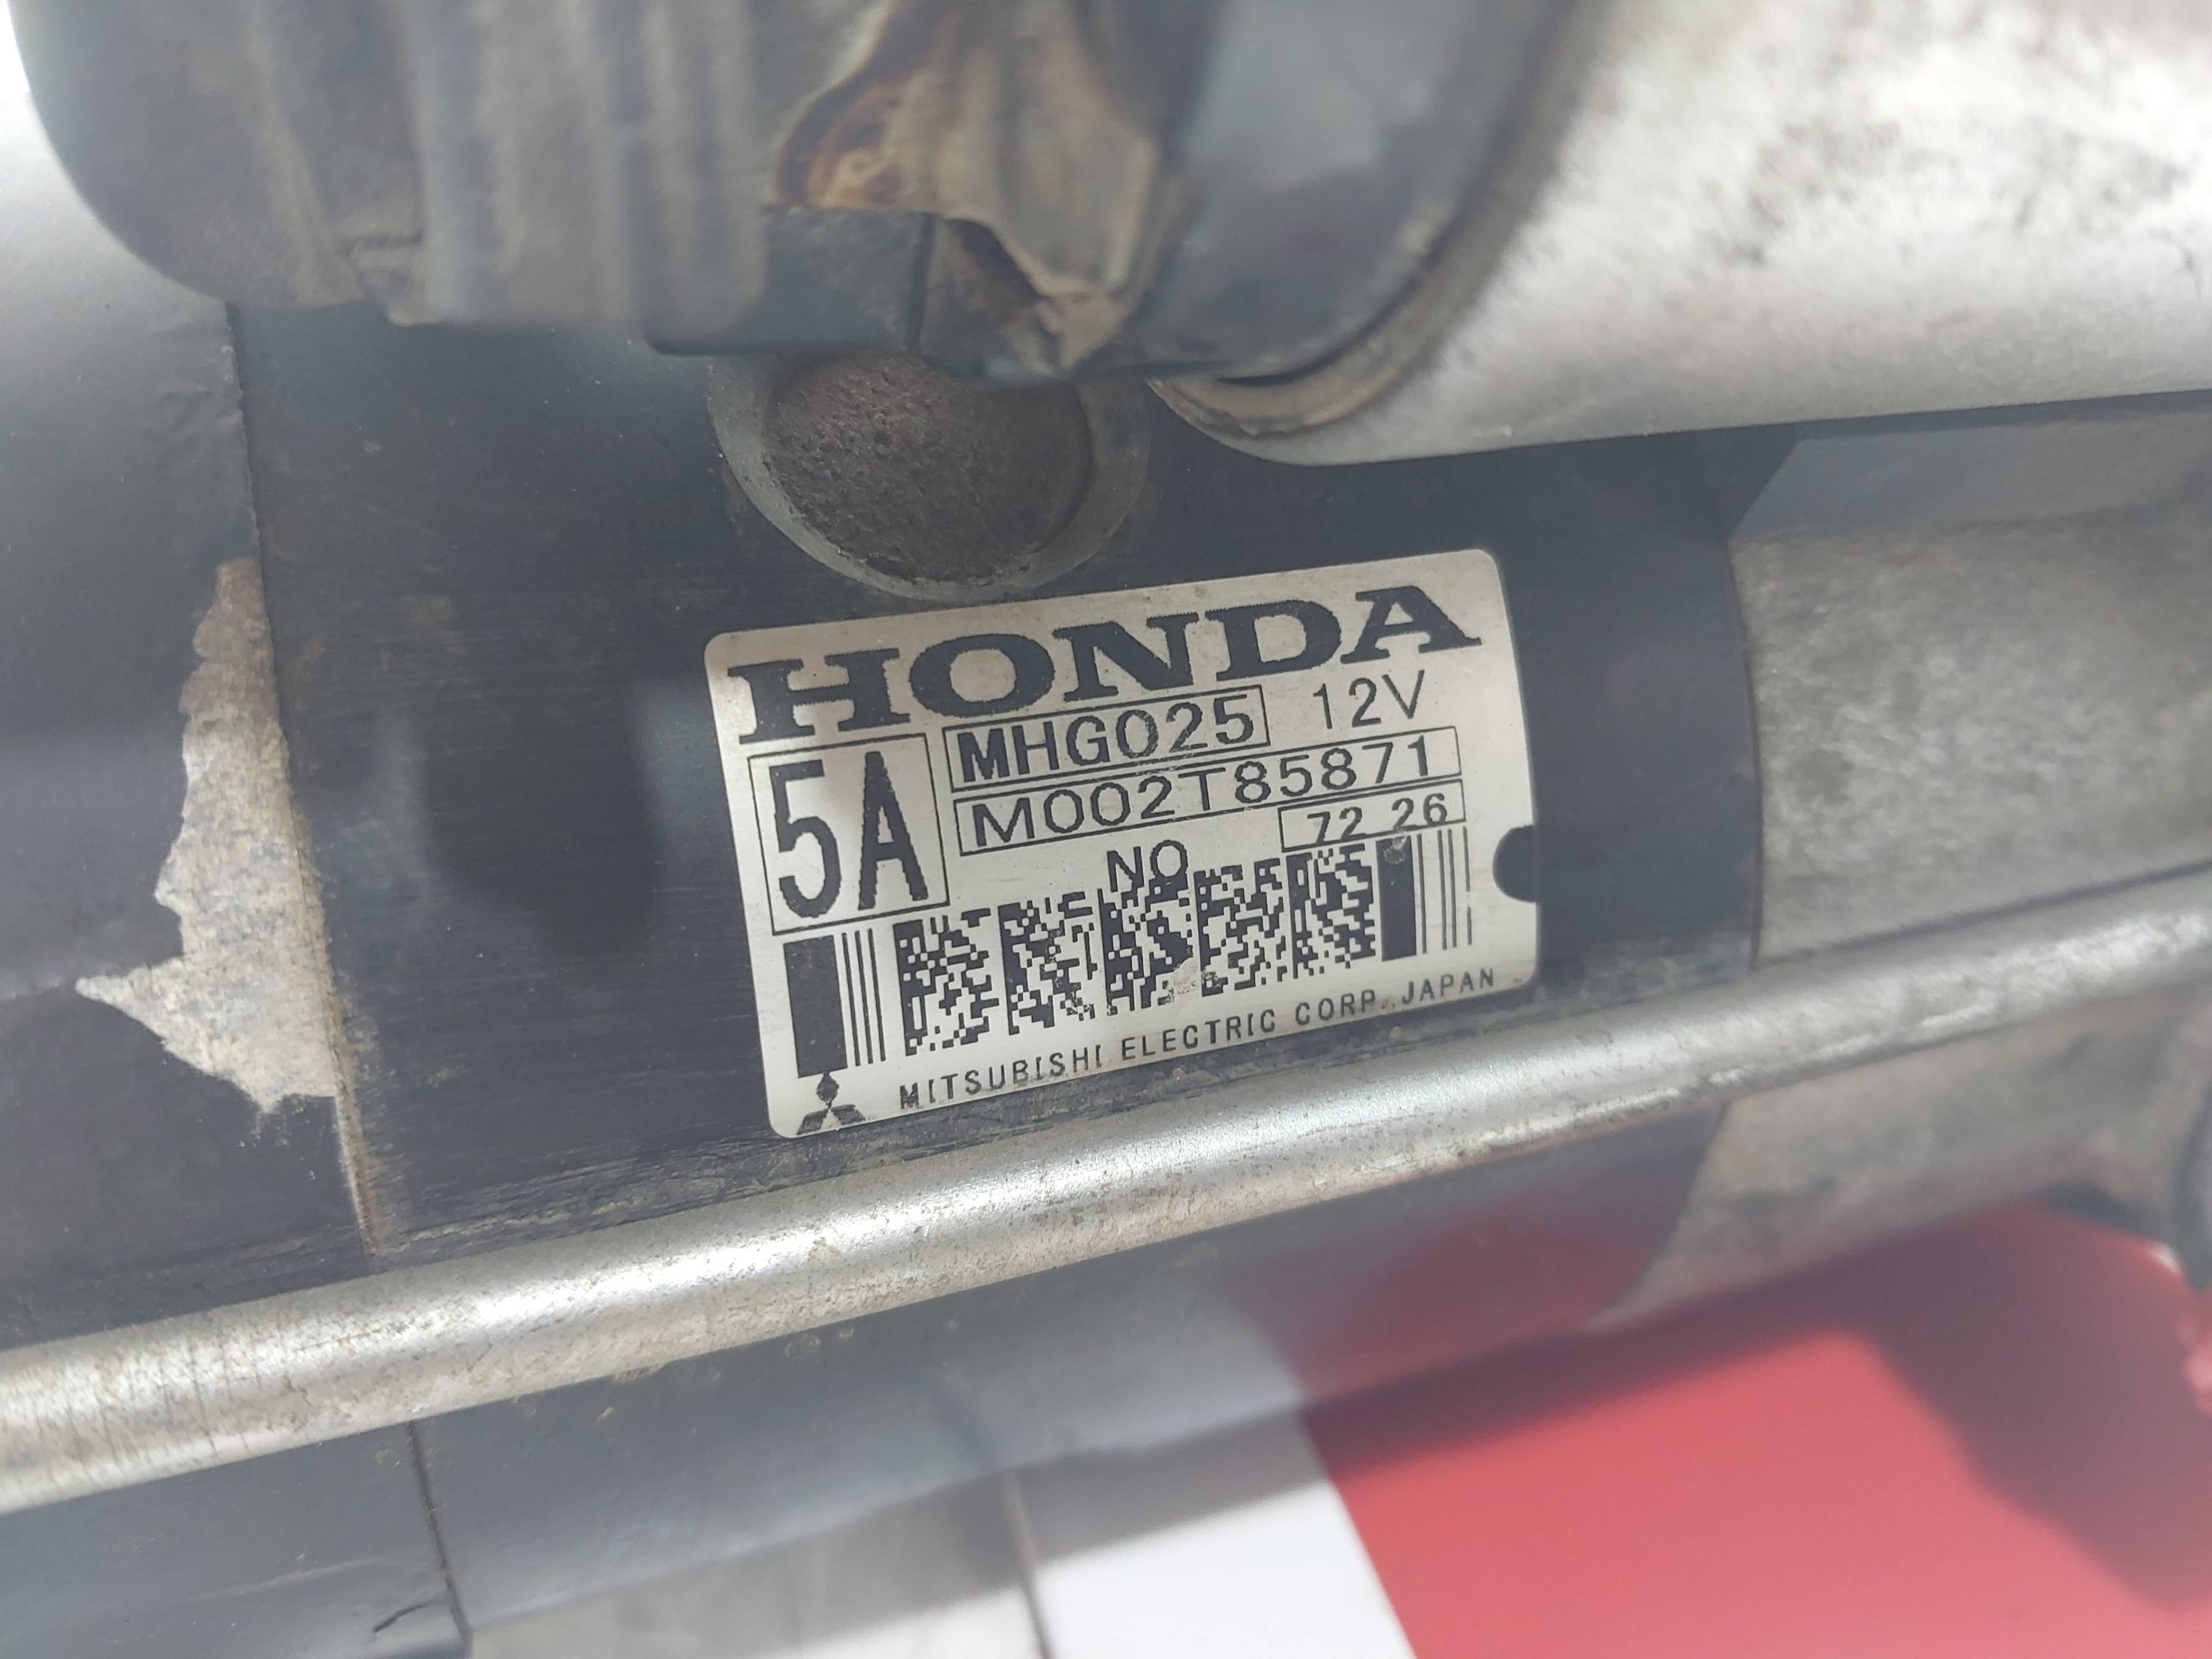 HONDA
MHG025 12V
5A
M002T85871
72 26
NO
MITSUBISHI ELECTRIC CORP. JAPAN